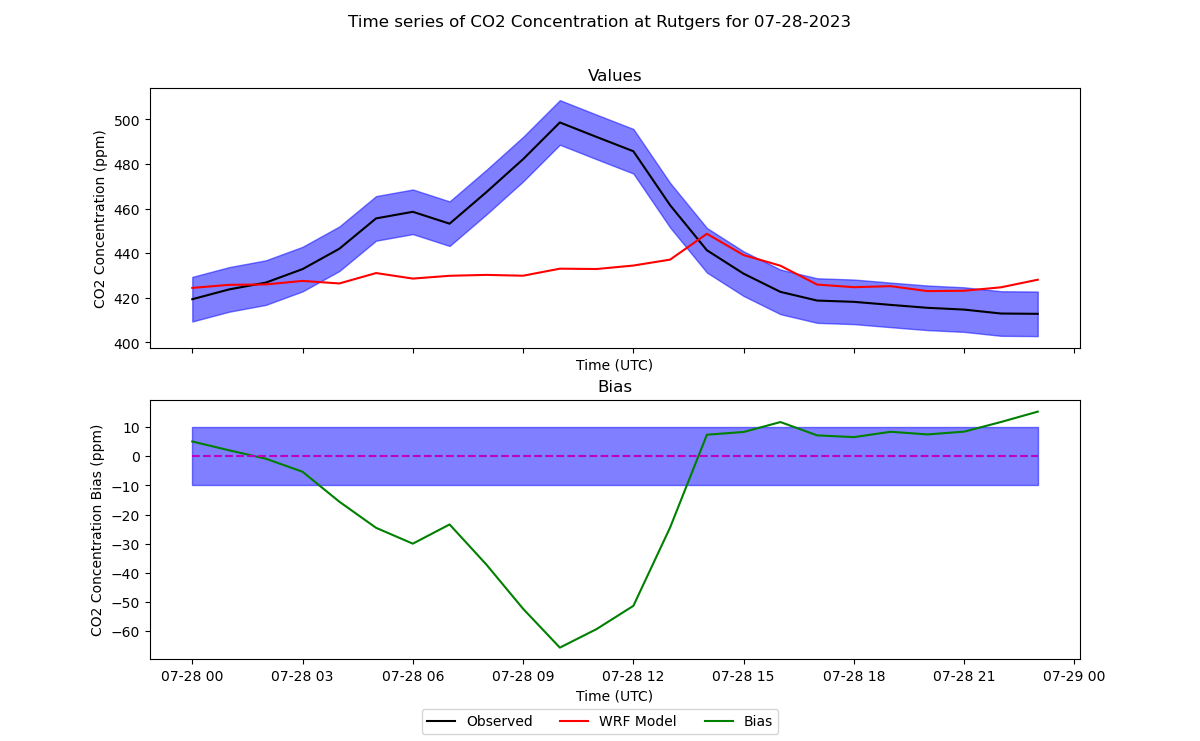 Time series of CO2 Concentration at Rutgers for 07-28-2023
Values
CO2 Concentration (ppm)
500
480
460
440
420
400
Time (UTC)
Bias
CO2 Concentration Bias (ppm)
10
0
−10
−20
−30
−40
−50
−60
07-28 00 07-28 03 07-28 06 07-28 09 07-28 12 07-28 15 07-28 18 07-28 21 07-29 00
Time (UTC)
Observed WRF Model Bias